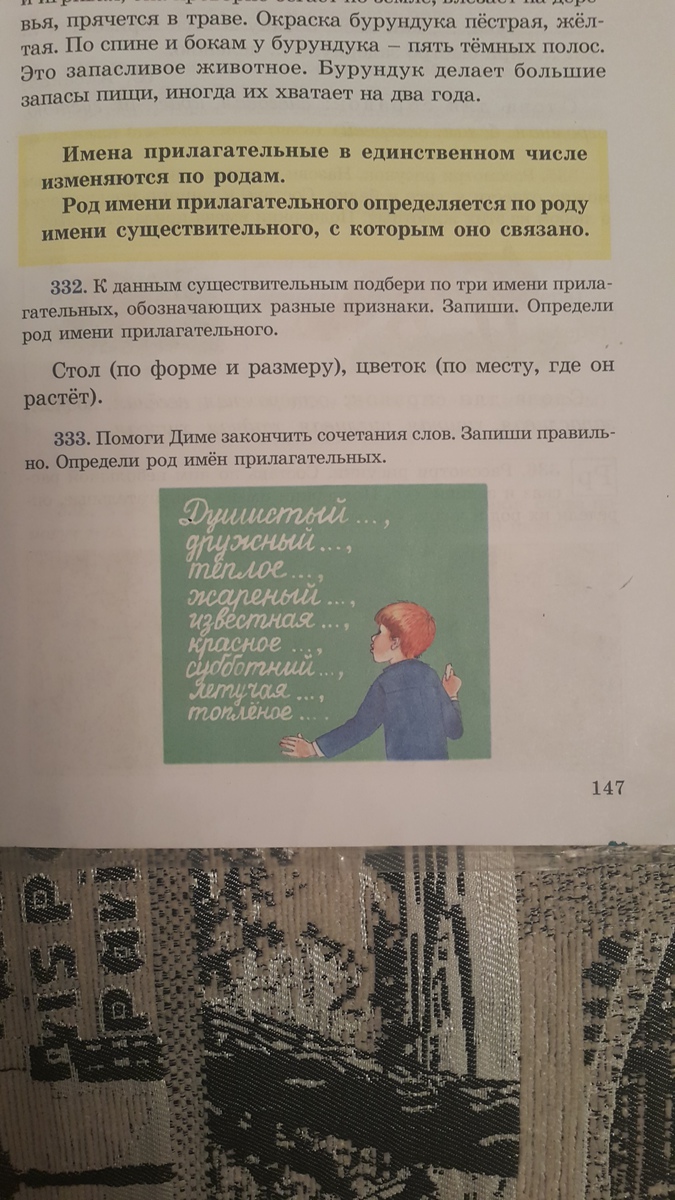 вья, прячется в траве. Окраска бурундука пёстрая, жёл-
тая. По спине и бокам у бурундука – пять тёмных полос.
Это запасливое животное. Бурундук делает большие
запасы пищи, иногда их хватает на два года.
Имена прилагательные в единственном числе
изменяются по родам.
Род имени прилагательного определяется по роду
имени существительного, с которым оно связано.
332. К данным существительным подбери по три имени прила-
гательных, обозначающих разные признаки. Запиши. Определи
род имени прилагательного.
Стол (по форме и размеру), цветок (по месту, где он
растёт).
333. Помоги Диме закончить сочетания слов. Запиши правиль-
но. Определи род имён прилагательных.
Душистый ... ,
дружный ... ,
тёплое ... ,
жареный ... ,
известная ... ,
красное ... ,
субботний ... ,
летучая ... ,
топлёное ... .
147